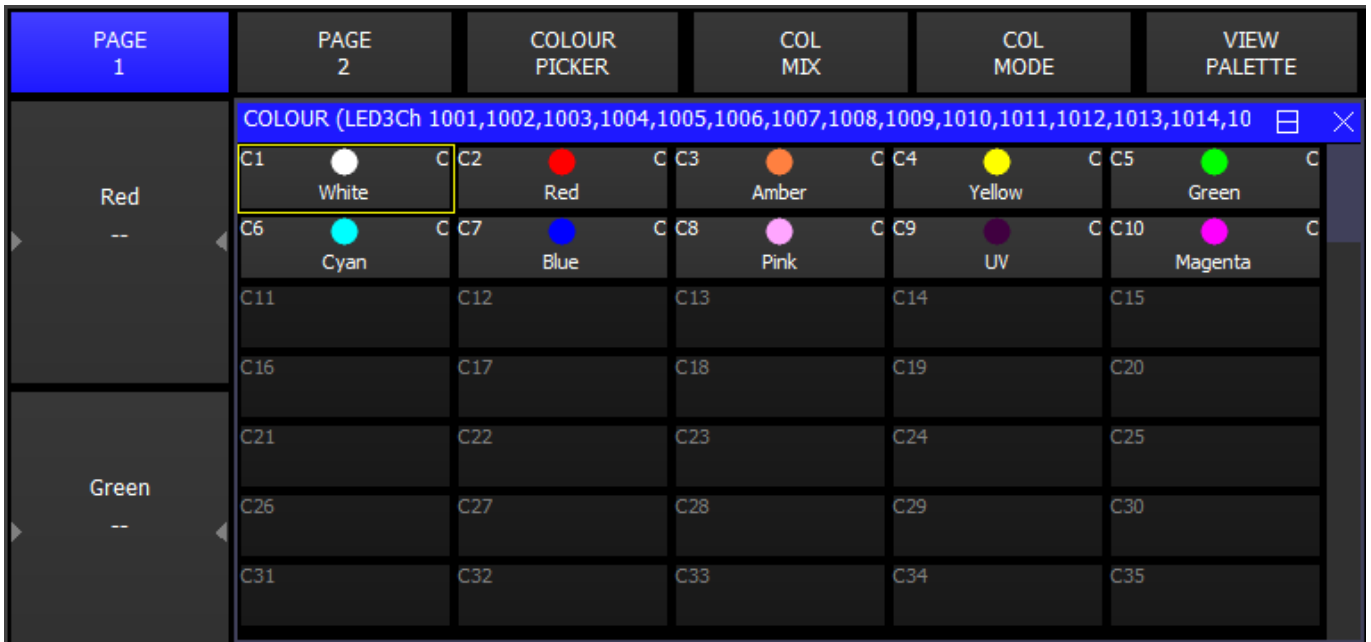 PAGE
1
PAGE
2
COLOUR
PICKER
COL
MIX
COL
MODE
VIEW
PALETTE
Red
--
Green
--
COLOUR (LED3Ch 1001,1002,1003,1004,1005,1006,1007,1008,1009,1010,1011,1012,1013,1014,10
C1 C
White
C2 C
Red
C3 C
Amber
C4 C
Yellow
C5 C
Green
C6 C
Cyan
C7 C
Blue
C8 C
Pink
C9 C
UV
C10 C
Magenta
C11 C12 C13 C14 C15
C16 C17 C18 C19 C20
C21 C22 C23 C24 C25
C26 C27 C28 C29 C30
C31 C32 C33 C34 C35